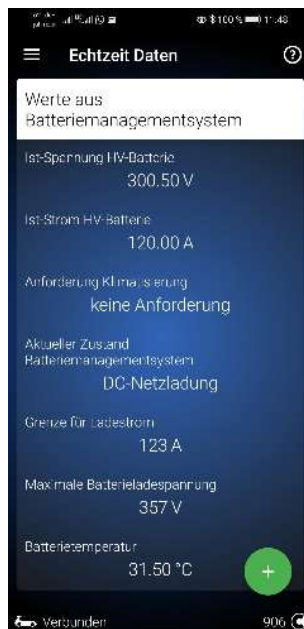 11:48
Echtzeit Daten
Werte aus
Batteriemanagementsystem
Ist-Spannung HV-Batterie
300.50 V
Ist-Strom HV-Batterie
120.00 A
Anforderung Klimatisierung
keine Anforderung
Aktueller Zustand
Batteriemanagementsystem
DC-Netzladung
Grenze für Ladestrom
123 A
Maximale Batterieladespannung
357 V
Batterietemperatur
31.50 °C
+
Verbunden
906